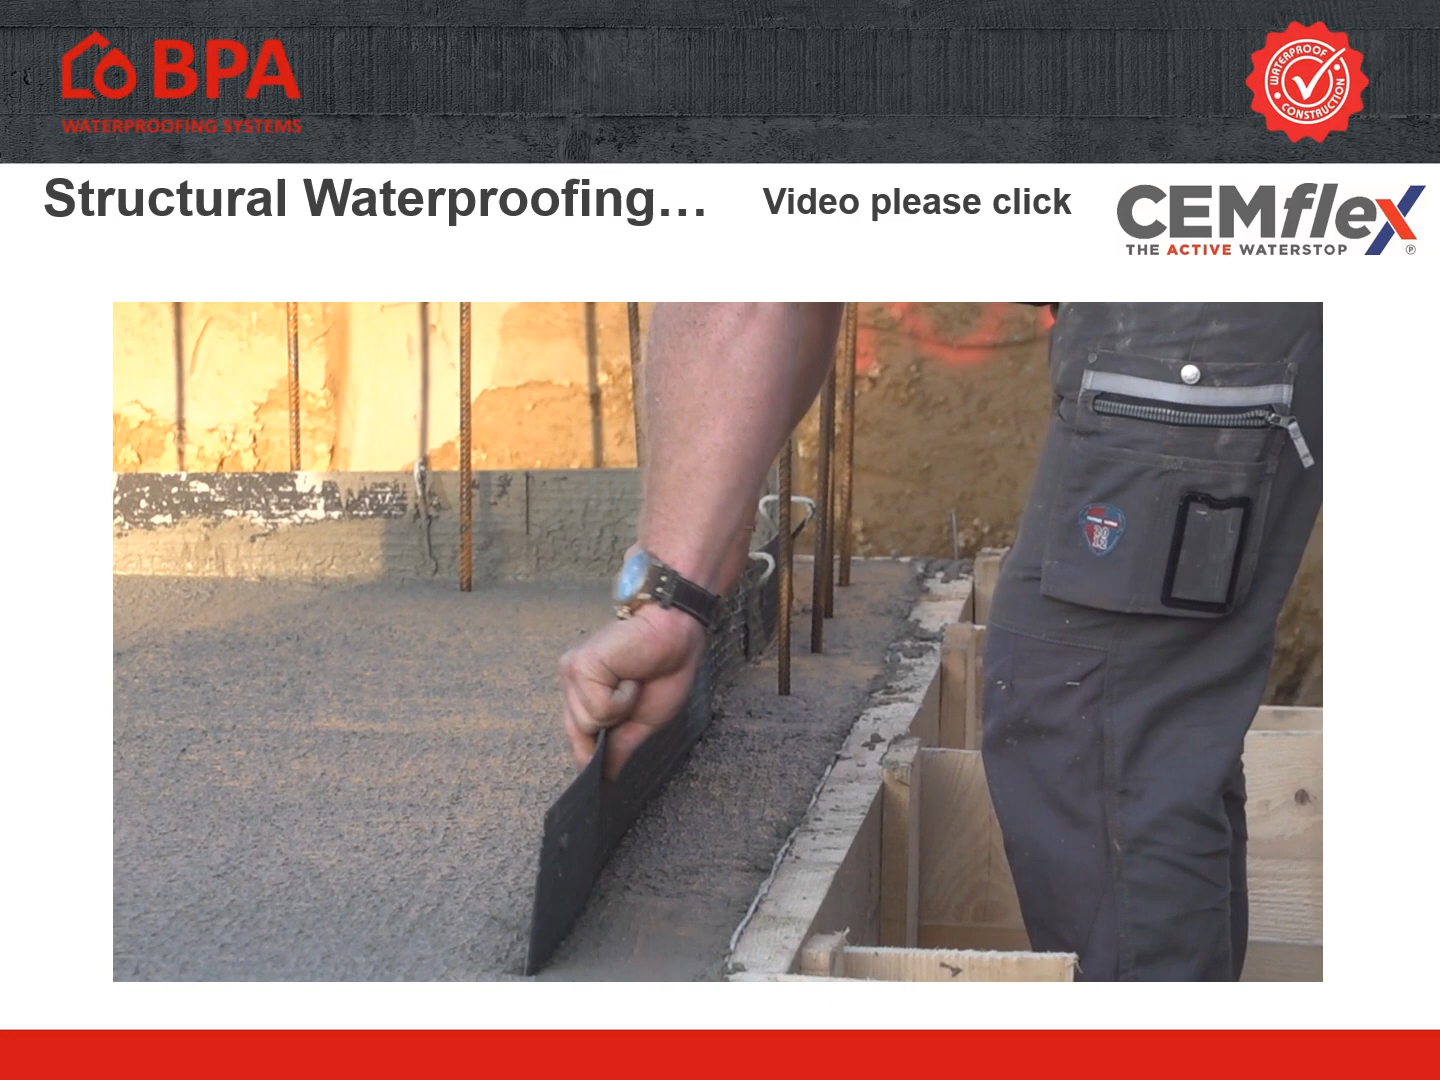 BPA
WATERPROOFING SYSTEMS
WATERPROOF
CONSTRUCTION
Structural Waterproofing…
Video please click
CEMflex
THE ACTIVE WATERSTOP